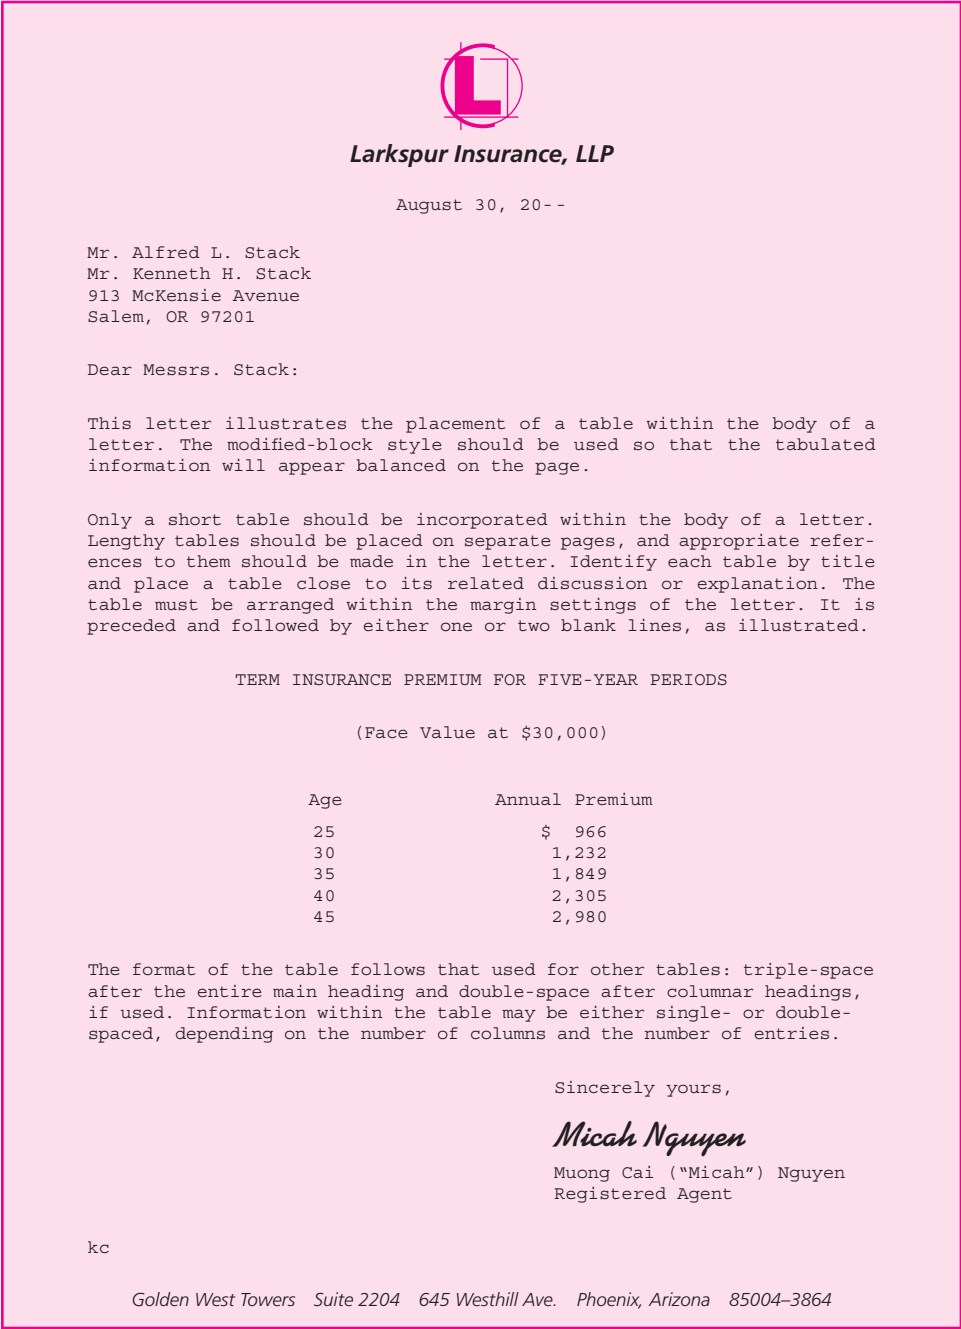 L
Larkspur Insurance, LLP
August 30, 20--
Mr. Alfred L. Stack
Mr. Kenneth H. Stack
913 McKensie Avenue
Salem, OR 97201
Dear Messrs. Stack:
This letter illustrates the placement of a table within the body of a
letter. The modified-block style should be used so that the tabulated
information will appear balanced on the page.
Only a short table should be incorporated within the body of a letter.
Lengthy tables should be placed on separate pages, and appropriate refer-
ences to them should be made in the letter. Identify each table by title
and place a table close to its related discussion or explanation. The
table must be arranged within the margin settings of the letter. It is
preceded and followed by either one or two blank lines, as illustrated.
TERM INSURANCE PREMIUM FOR FIVE-YEAR PERIODS
(Face Value at $30,000)
Age Annual Premium
25 $ 966
30 1,232
35 1,849
40 2,305
45 2,980
The format of the table follows that used for other tables: triple-space
after the entire main heading and double-space after columnar headings,
if used. Information within the table may be either single- or double-
spaced, depending on the number of columns and the number of entries.
Sincerely yours,
Micah Nguyen
Muong Cai (“Micah”) Nguyen
Registered Agent
kc
Golden West Towers Suite 2204 645 Westhill Ave. Phoenix, Arizona 85004–3864